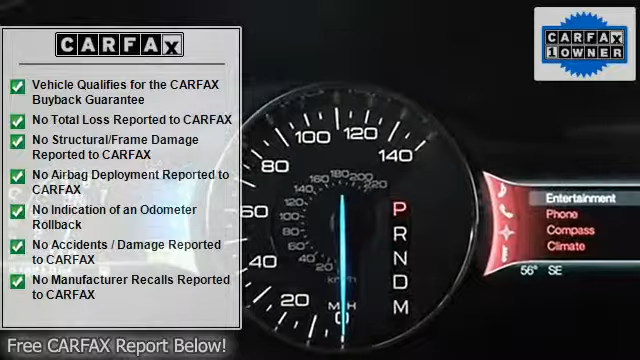 CARFAX
Vehicle Qualifies for the CARFAX
Buyback Guarantee
No Total Loss Reported to CARFAX
No Structural/Frame Damage
Reported to CARFAX
No Airbag Deployment Reported to
CARFAX
No Indication of an Odometer
Rollback
No Accidents / Damage Reported
to CARFAX
No Manufacturer Recalls Reported
to CARFAX
Free CARFAX Report Below!
CARFAX
1 OWNER
0
20
40
60
80
100
120
140
MPH
20
40
60
80
100
120
140
160
180
200
220
km/h
P
R
N
D
M
Entertainment
Phone
Compass
Climate
56° SE